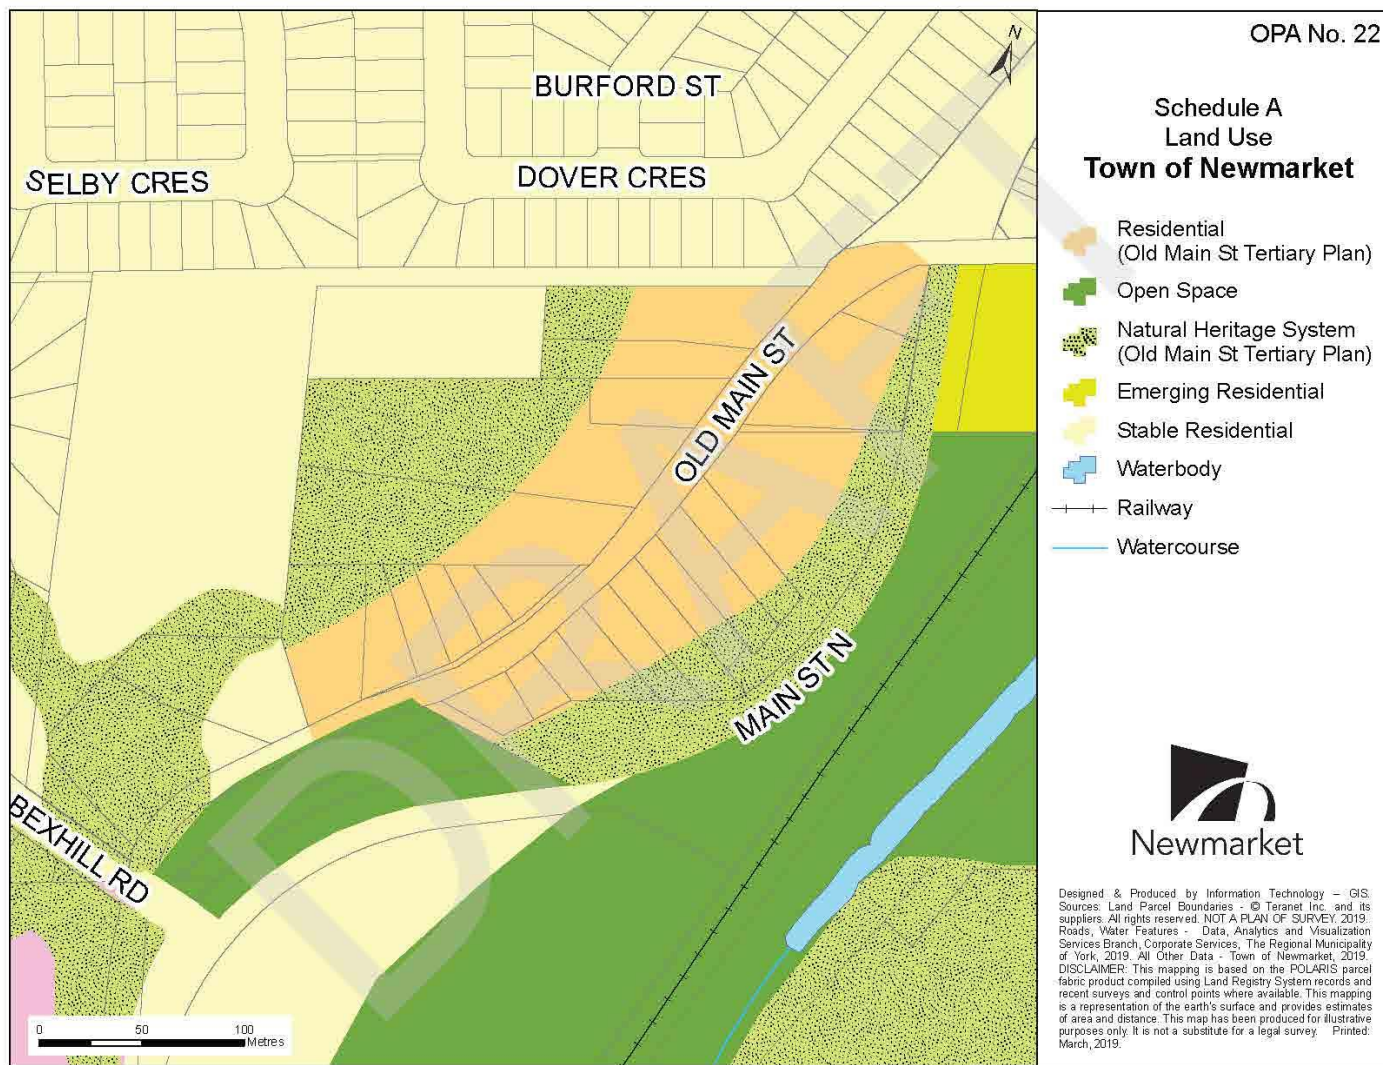 OPA No. 22
N
BURFORD ST
SELBY CRES
DOVER CRES
OLD MAIN ST
MAIN ST N
BEXHILL RD
DRAFT
0 50 100
Metres
Schedule A
Land Use
Town of Newmarket
Residential
(Old Main St Tertiary Plan)
Open Space
Natural Heritage System
(Old Main St Tertiary Plan)
Emerging Residential
Stable Residential
Waterbody
Railway
Watercourse
Newmarket
Designed & Produced by Information Technology – GIS.
Sources: Land Parcel Boundaries - © Teranet Inc. and its
suppliers. All rights reserved. NOT A PLAN OF SURVEY. 2019.
Roads, Water Features - Data, Analytics and Visualization
Services Branch, Corporate Services, The Regional Municipality
of York, 2019. All Other Data - Town of Newmarket, 2019.
DISCLAIMER: This mapping is based on the POLARIS parcel
fabric product compiled using Land Registry System records and
recent surveys and control points where available. This mapping
is a representation of the earth's surface and provides estimates
of area and distance. This map has been produced for illustrative
purposes only. It is not a substitute for a legal survey. Printed:
March, 2019.